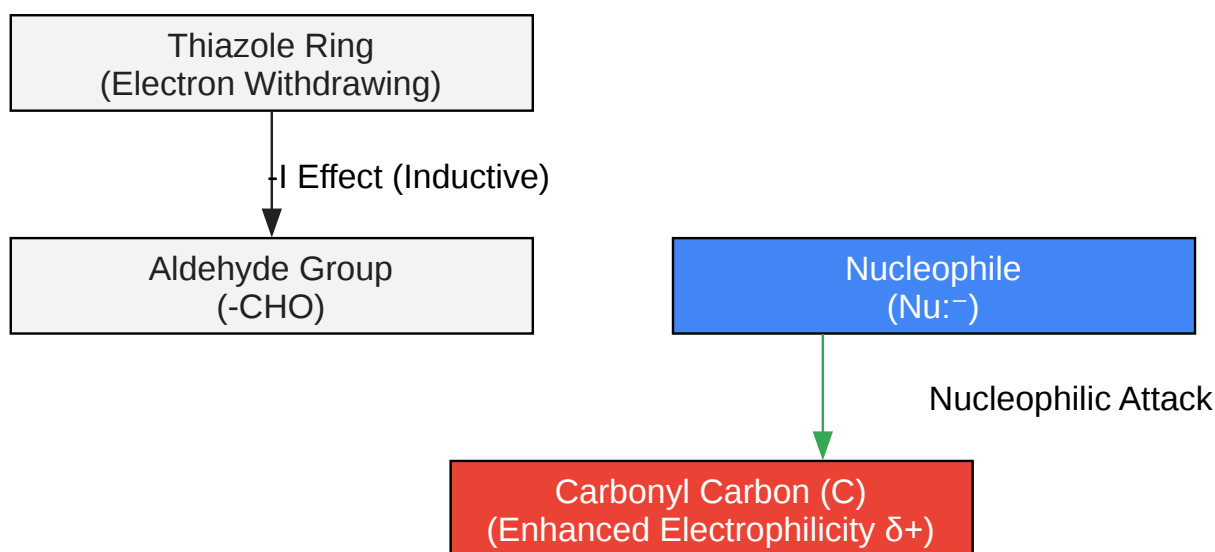 Thiazole Ring
(Electron Withdrawing)
-I Effect (Inductive)
Aldehyde Group
(-CHO)
Nucleophile
(Nu:⁻)
Nucleophilic Attack
Carbonyl Carbon (C)
(Enhanced Electrophilicity δ+)